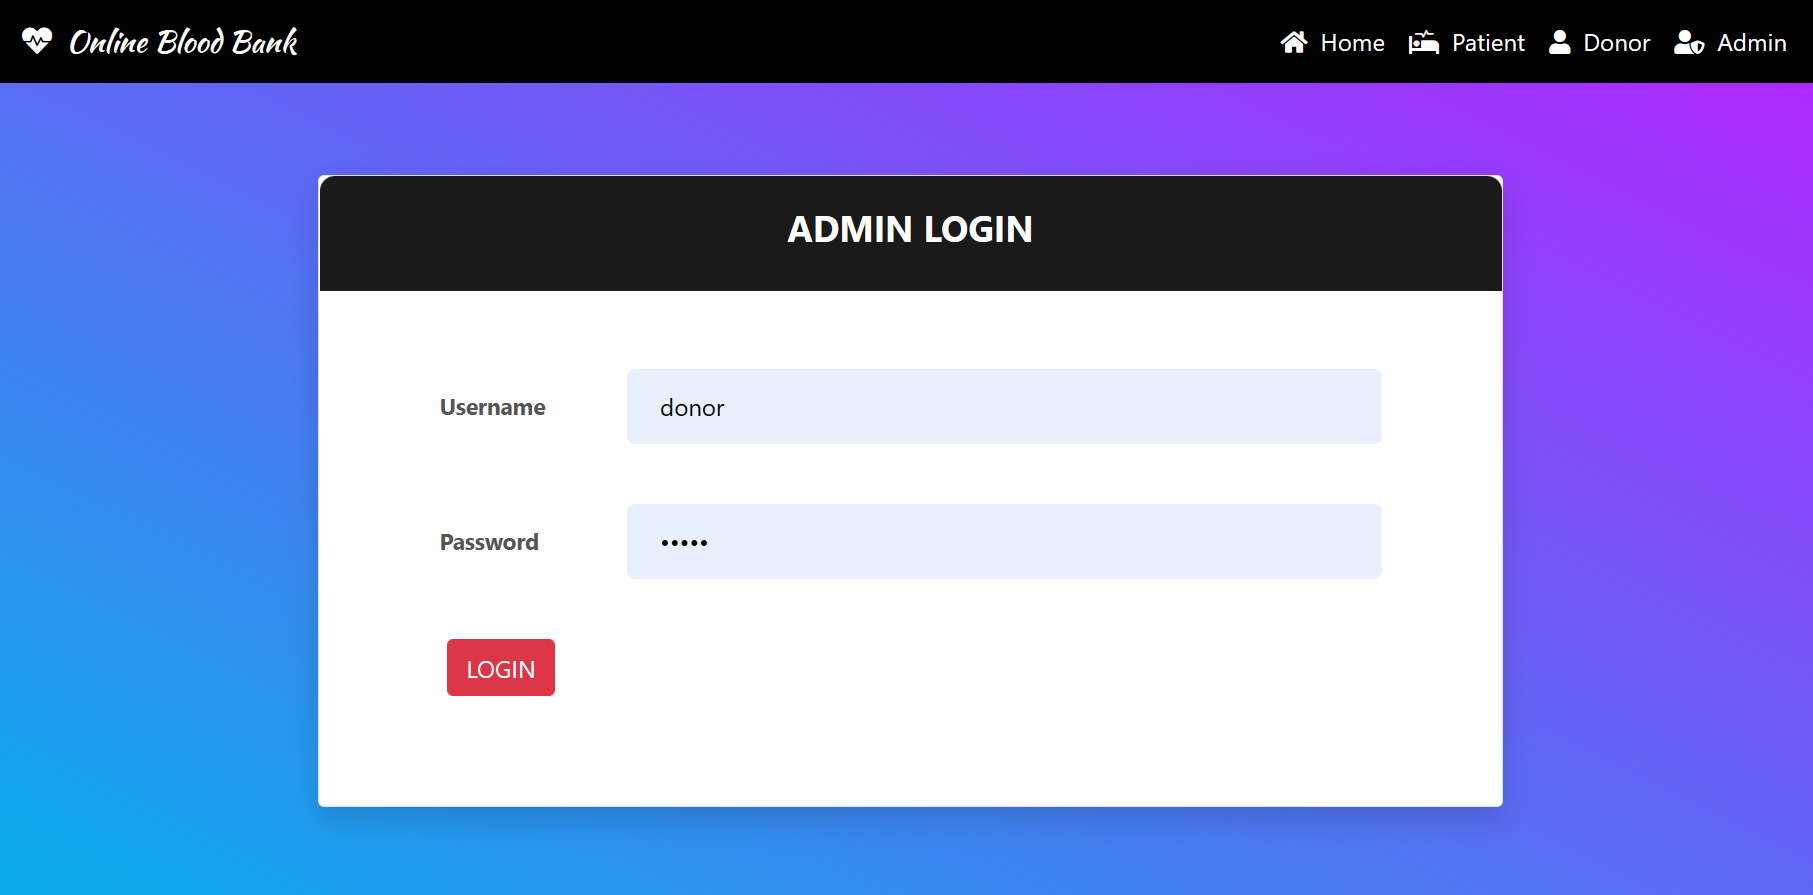 Online Blood Bank
Home Patient Donor Admin
ADMIN LOGIN
Username
donor
Password
•••••
LOGIN